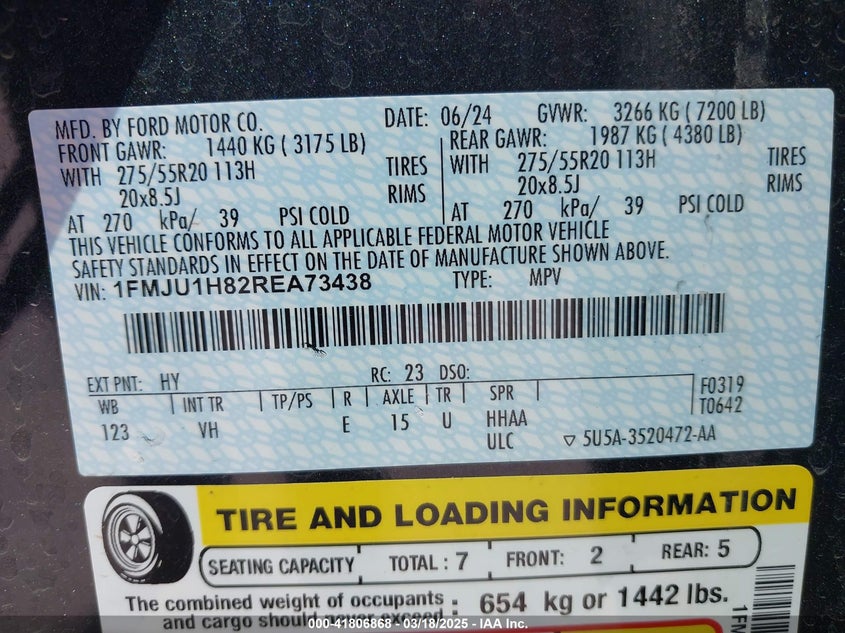 MFD. BY FORD MOTOR CO. DATE: 06/24 GVWR: 3266 KG ( 7200 LB)
FRONT GAWR: 1440 KG ( 3175 LB) REAR GAWR: 1987 KG ( 4380 LB)
WITH 275/55R20 113H TIRES WITH 275/55R20 113H TIRES
20x8.5J RIMS 20x8.5J RIMS
AT 270 kPa/ 39 PSI COLD AT 270 kPa/ 39 PSI COLD
THIS VEHICLE CONFORMS TO ALL APPLICABLE FEDERAL MOTOR VEHICLE
SAFETY STANDARDS IN EFFECT ON THE DATE OF MANUFACTURE SHOWN ABOVE.
VIN: 1FMJU1H82REA73438 TYPE: MPV
EXT PNT: HY RC: 23 DSO:
WB INT TR TP/PS R AXLE TR SPR F0319
123 VH E 15 U HHAA T0642
ULC 5U5A-3520472-AA
TIRE AND LOADING INFORMATION
SEATING CAPACITY TOTAL : 7 FRONT: 2 REAR: 5
The combined weight of occupants : 654 kg or 1442 lbs.
and cargo should never exceed
1FM
000-41806868 - 03/18/2025 - IAA Inc.